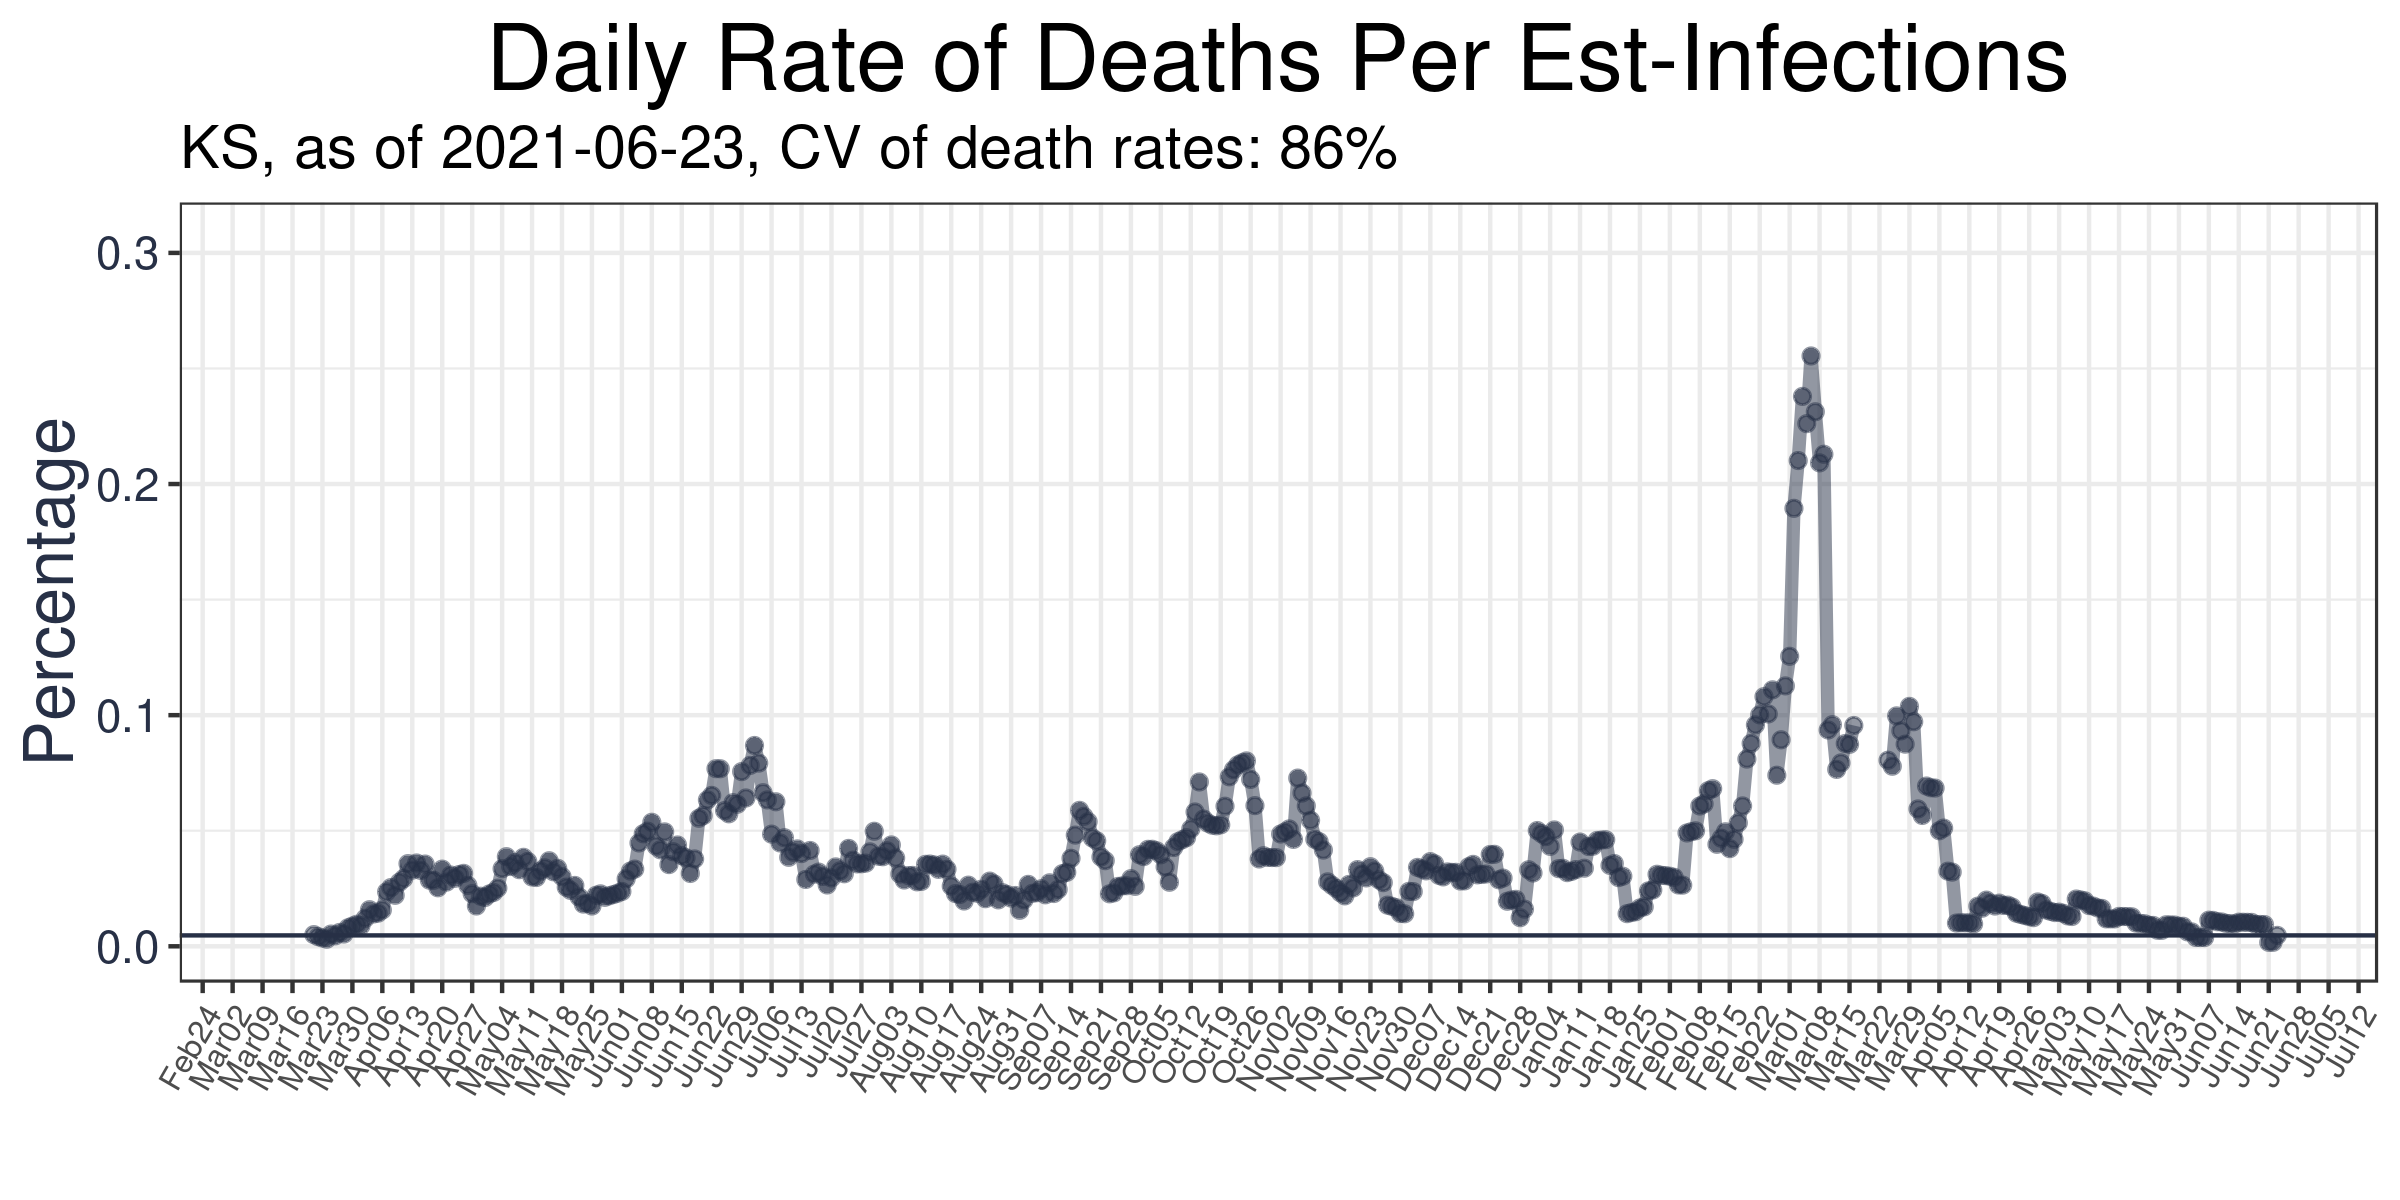 Daily Rate of Deaths Per Est-Infections
KS, as of 2021-06-23, CV of death rates: 86%
Percentage
0.3
0.2
0.1
0.0
Feb24
Mar02
Mar09
Mar16
Mar23
Mar30
Apr06
Apr13
Apr20
Apr27
May04
May11
May18
May25
Jun01
Jun08
Jun15
Jun22
Jun29
Jul06
Jul13
Jul20
Jul27
Aug03
Aug10
Aug17
Aug24
Aug31
Sep07
Sep14
Sep21
Sep28
Oct05
Oct12
Oct19
Oct26
Nov02
Nov09
Nov16
Nov23
Nov30
Dec07
Dec14
Dec21
Dec28
Jan04
Jan11
Jan18
Jan25
Feb01
Feb08
Feb15
Feb22
Mar01
Mar08
Mar15
Mar22
Mar29
Apr05
Apr12
Apr19
Apr26
May03
May10
May17
May24
May31
Jun07
Jun14
Jun21
Jun28
Jul05
Jul12